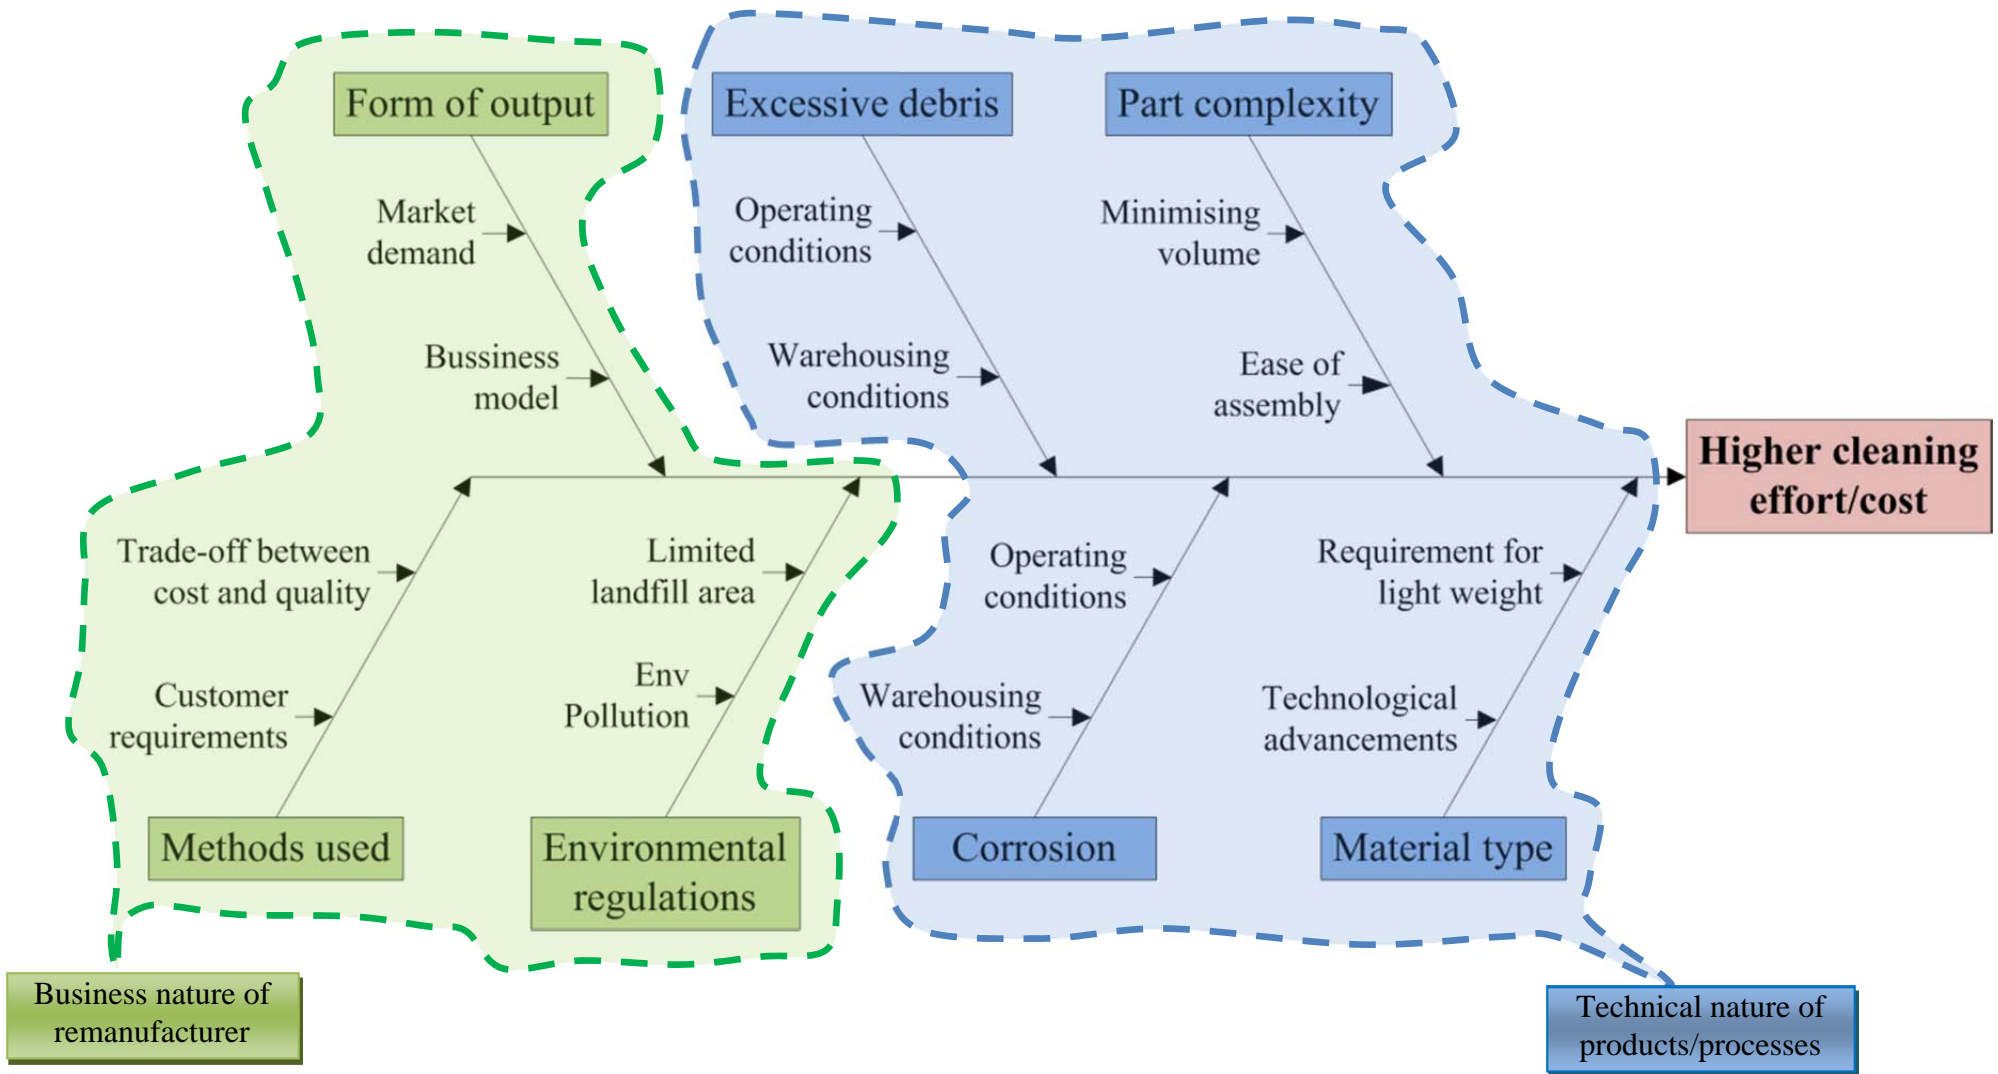 Form of output
Excessive debris
Part complexity
Market
demand
Operating
conditions
Minimising
volume
Bussiness
model
Warehousing
conditions
Ease of
assembly
Higher cleaning
effort/cost
Trade-off between
cost and quality
Limited
landfill area
Operating
conditions
Requirement for
light weight
Customer
requirements
Env
Pollution
Warehousing
conditions
Technological
advancements
Methods used
Environmental
regulations
Corrosion
Material type
Business nature of
remanufacturer
Technical nature of
products/processes